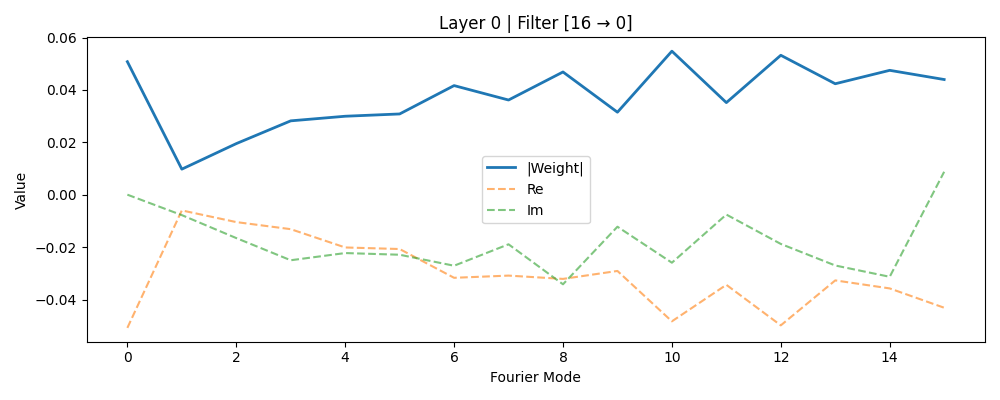 Layer 0 | Filter [16 → 0]
0.06
0.04
0.02
0.00
−0.02
−0.04
Value
|Weight|
Re
Im
0 2 4 6 8 10 12 14
Fourier Mode